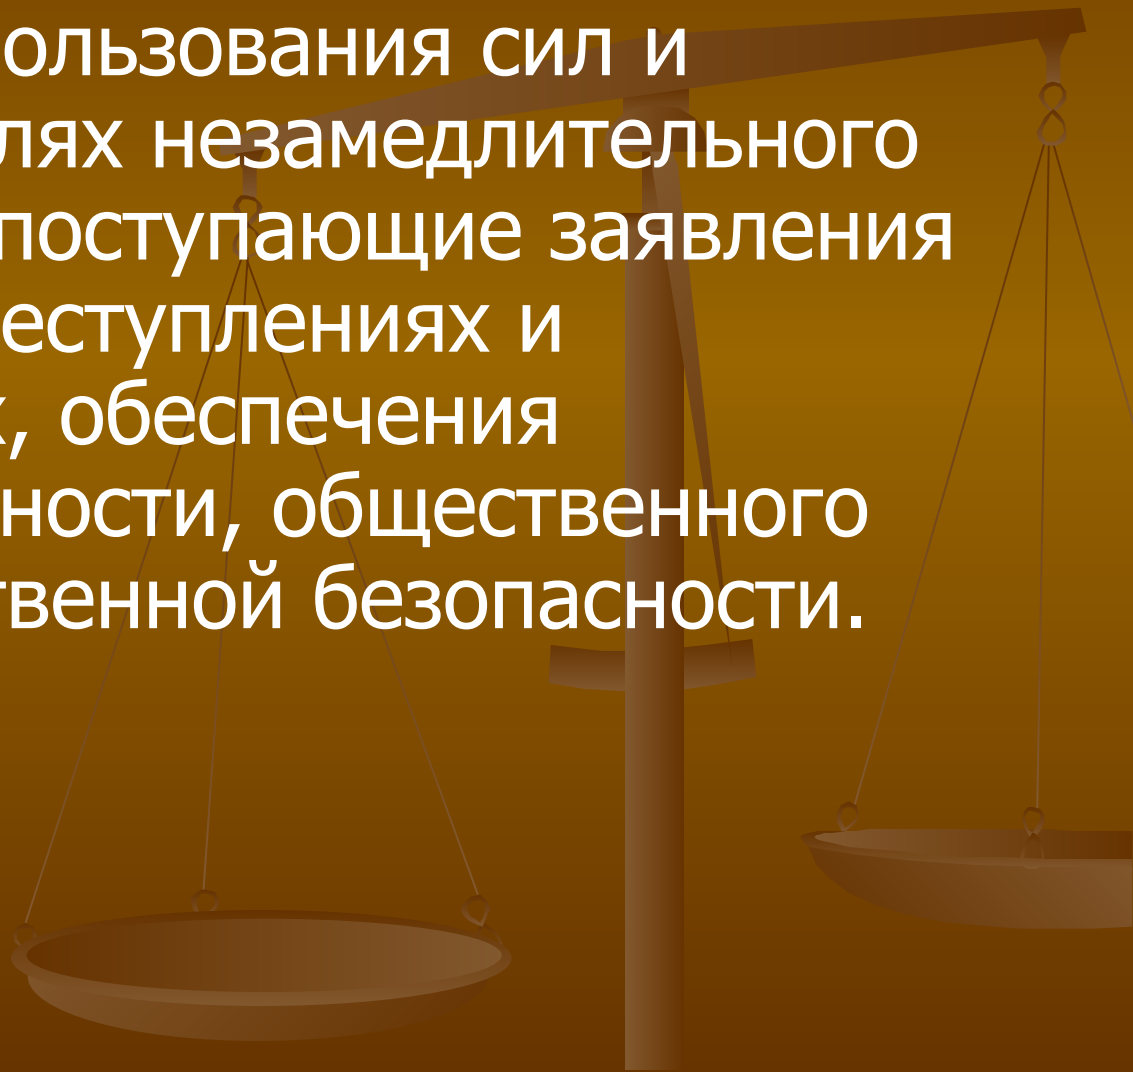 ользования сил и
лях незамедлительного
поступающие заявления
еступлениях и
х, обеспечения
ности, общественного
твенной безопасности.